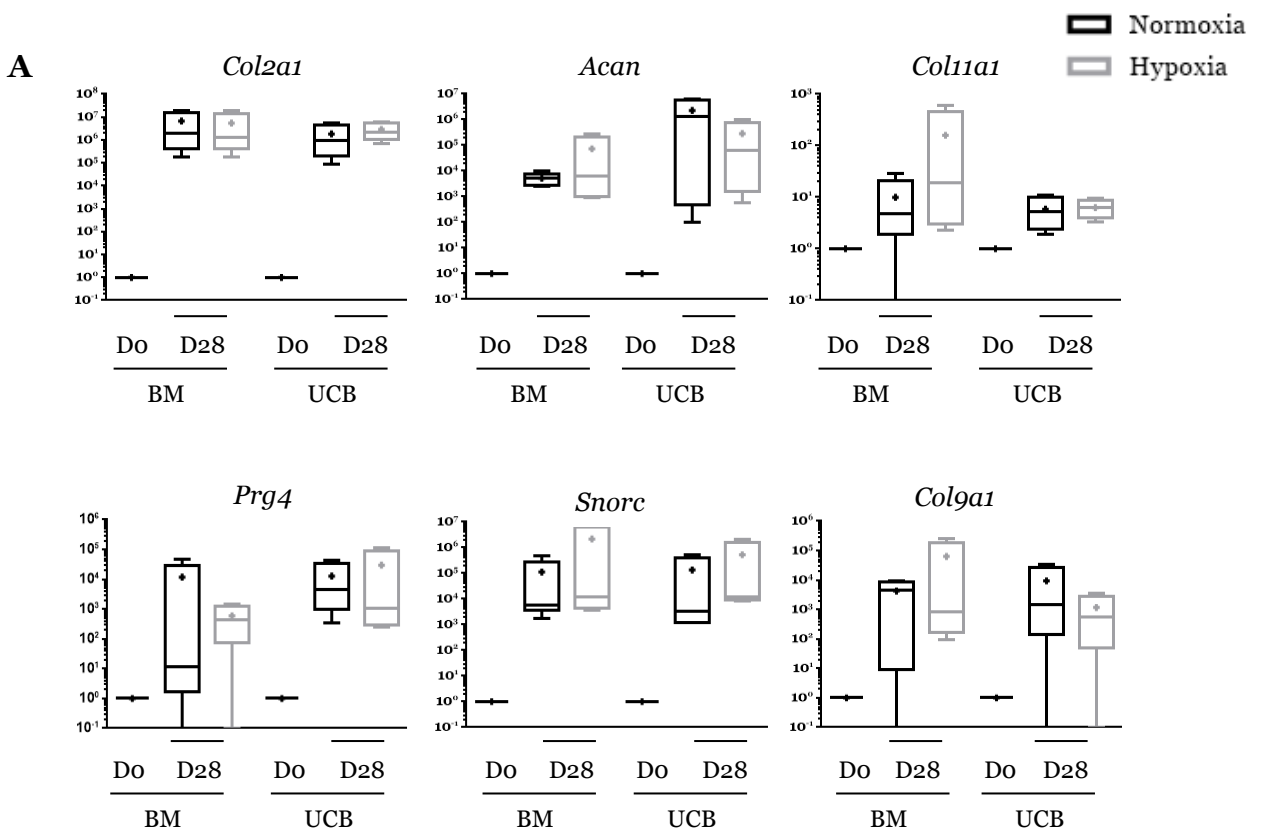 Normoxia
Hypoxia
A
Col2a1
Acan
Col11a1
10⁸
10⁷
10⁶
10⁵
10⁴
10³
10²
10¹
10⁰
10⁻¹
10⁷
10⁶
10⁵
10⁴
10³
10²
10¹
10⁰
10⁻¹
10³
10²
10¹
10⁰
10⁻¹
D0 D28 D0 D28
BM UCB
D0 D28 D0 D28
BM UCB
D0 D28 D0 D28
BM UCB
Prg4
Snorc
Col9a1
10⁶
10⁵
10⁴
10³
10²
10¹
10⁰
10⁻¹
10⁷
10⁶
10⁵
10⁴
10³
10²
10¹
10⁰
10⁻¹
10⁶
10⁵
10⁴
10³
10²
10¹
10⁰
10⁻¹
D0 D28 D0 D28
BM UCB
D0 D28 D0 D28
BM UCB
D0 D28 D0 D28
BM UCB